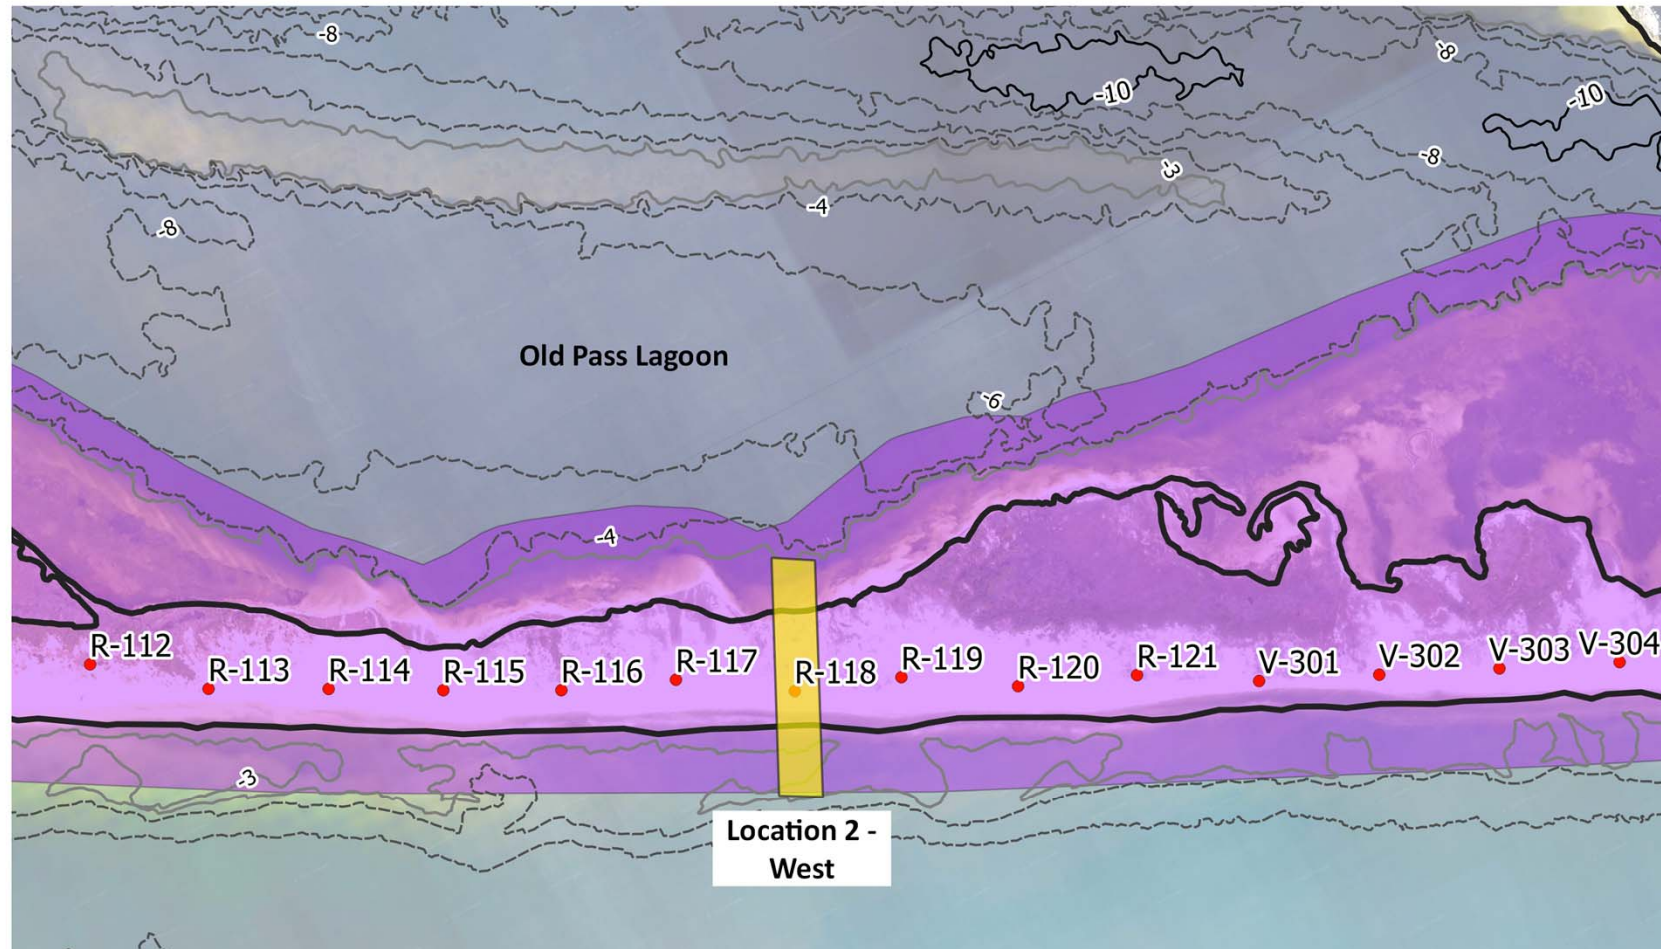 -8
-8
-10
-10
-8
-3
-4
-8
Old Pass Lagoon
-6
-4
R-112
R-113
R-114
R-115
R-116
R-117
R-118
R-119
R-120
R-121
V-301
V-302
V-303
V-304
-3
Location 2 -
West